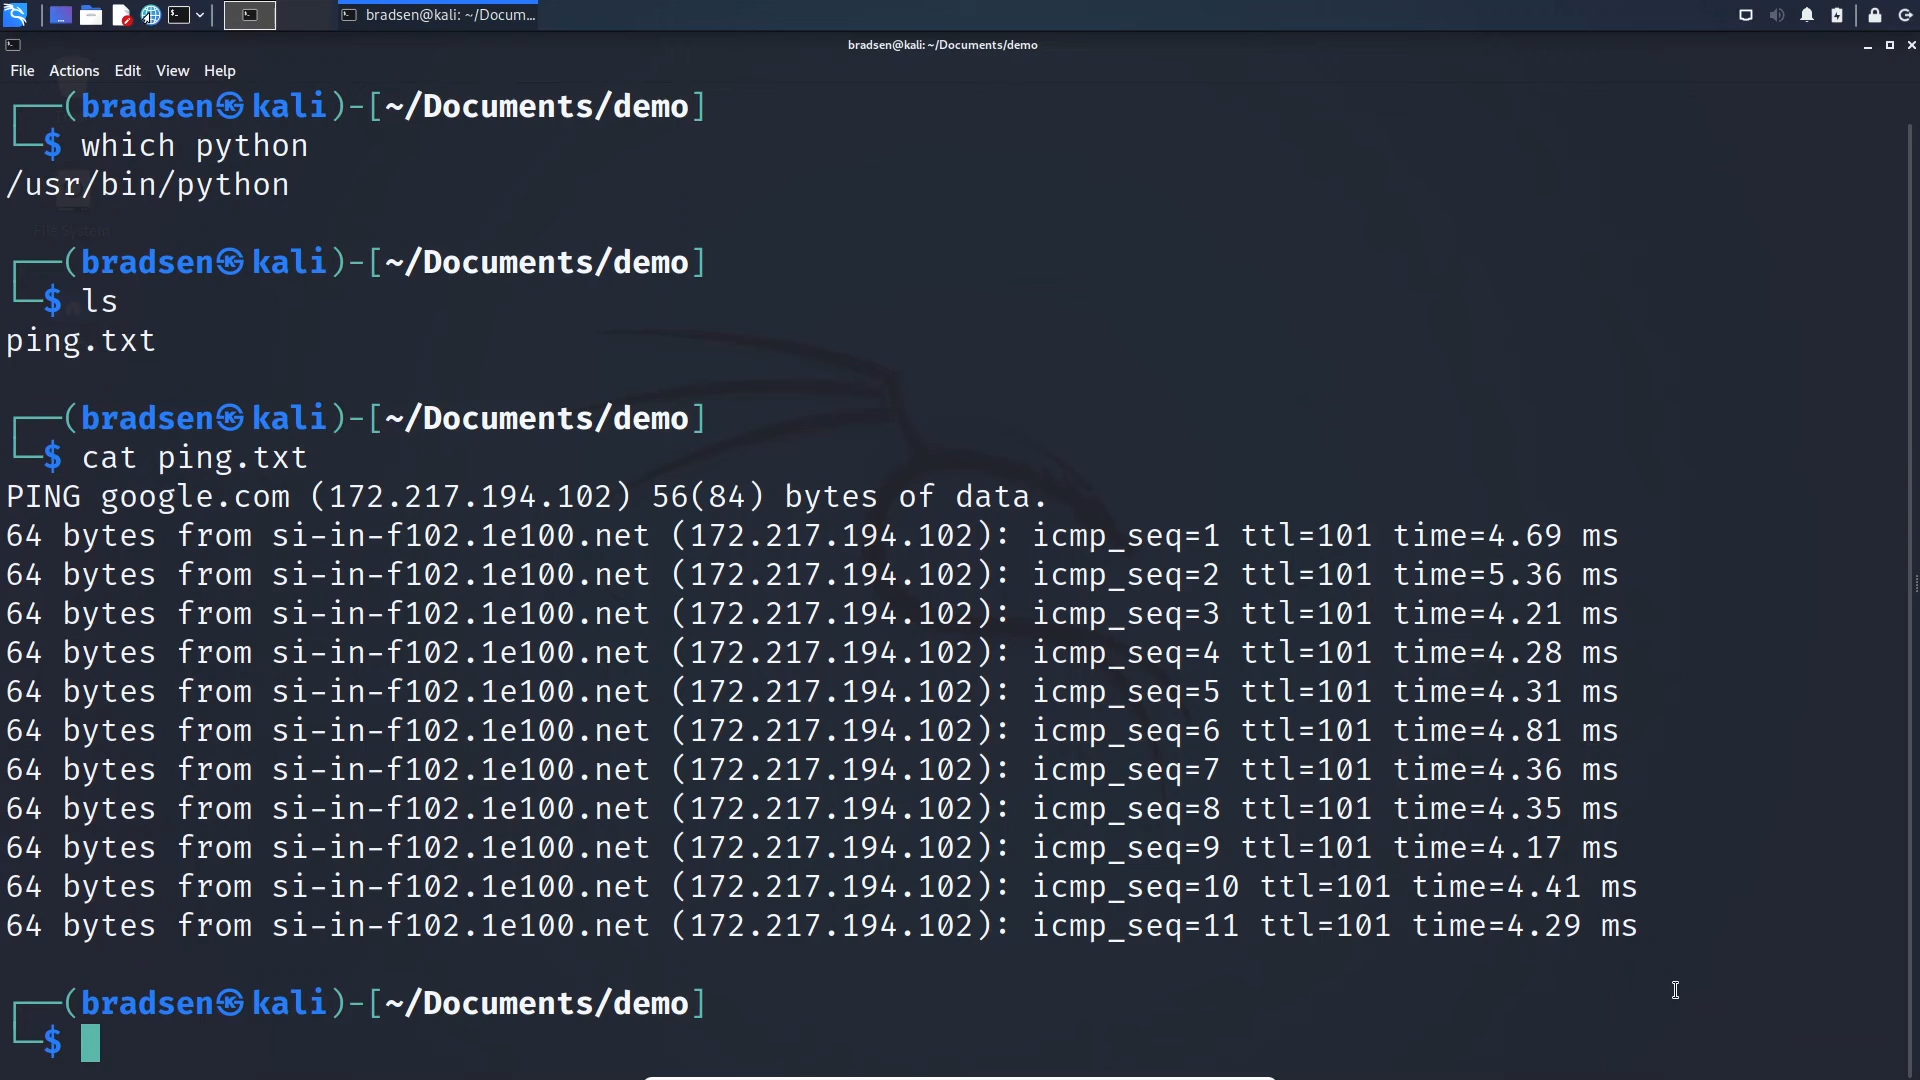 bradsen@kali: ~/Docum...
bradsen@kali: ~/Documents/demo
File Actions Edit View Help
┌──(bradsen㉿kali)-[~/Documents/demo]
└─$ which python
/usr/bin/python
File System
┌──(bradsen㉿kali)-[~/Documents/demo]
└─$ ls
ping.txt
┌──(bradsen㉿kali)-[~/Documents/demo]
└─$ cat ping.txt
PING google.com (172.217.194.102) 56(84) bytes of data.
64 bytes from si-in-f102.1e100.net (172.217.194.102): icmp_seq=1 ttl=101 time=4.69 ms
64 bytes from si-in-f102.1e100.net (172.217.194.102): icmp_seq=2 ttl=101 time=5.36 ms
64 bytes from si-in-f102.1e100.net (172.217.194.102): icmp_seq=3 ttl=101 time=4.21 ms
64 bytes from si-in-f102.1e100.net (172.217.194.102): icmp_seq=4 ttl=101 time=4.28 ms
64 bytes from si-in-f102.1e100.net (172.217.194.102): icmp_seq=5 ttl=101 time=4.31 ms
64 bytes from si-in-f102.1e100.net (172.217.194.102): icmp_seq=6 ttl=101 time=4.81 ms
64 bytes from si-in-f102.1e100.net (172.217.194.102): icmp_seq=7 ttl=101 time=4.36 ms
64 bytes from si-in-f102.1e100.net (172.217.194.102): icmp_seq=8 ttl=101 time=4.35 ms
64 bytes from si-in-f102.1e100.net (172.217.194.102): icmp_seq=9 ttl=101 time=4.17 ms
64 bytes from si-in-f102.1e100.net (172.217.194.102): icmp_seq=10 ttl=101 time=4.41 ms
64 bytes from si-in-f102.1e100.net (172.217.194.102): icmp_seq=11 ttl=101 time=4.29 ms
┌──(bradsen㉿kali)-[~/Documents/demo]
└─$